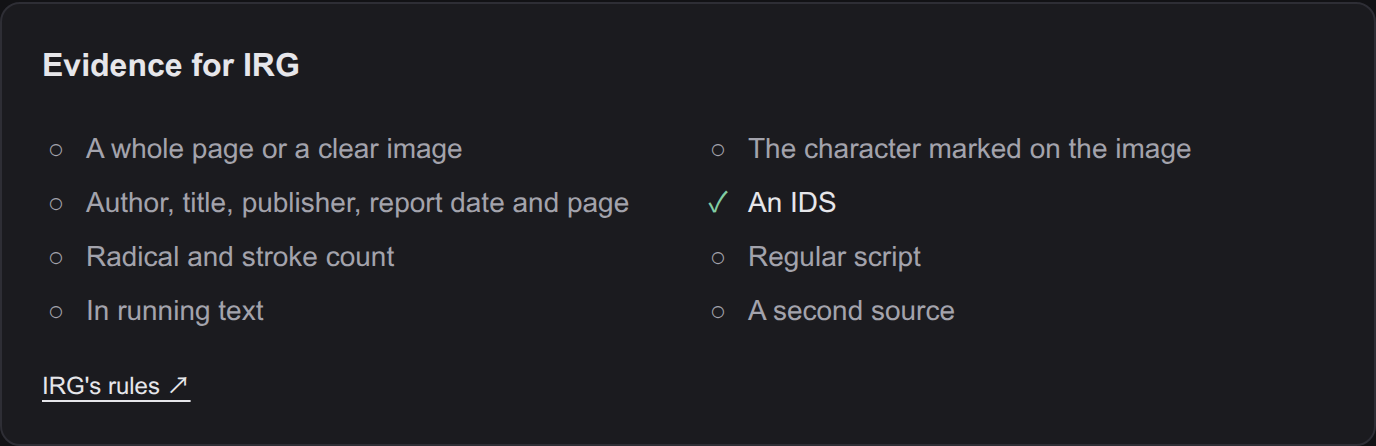 Evidence for IRG
○ A whole page or a clear image
○ The character marked on the image
○ Author, title, publisher, report date and page
✓ An IDS
○ Radical and stroke count
○ Regular script
○ In running text
○ A second source
IRG's rules ↗